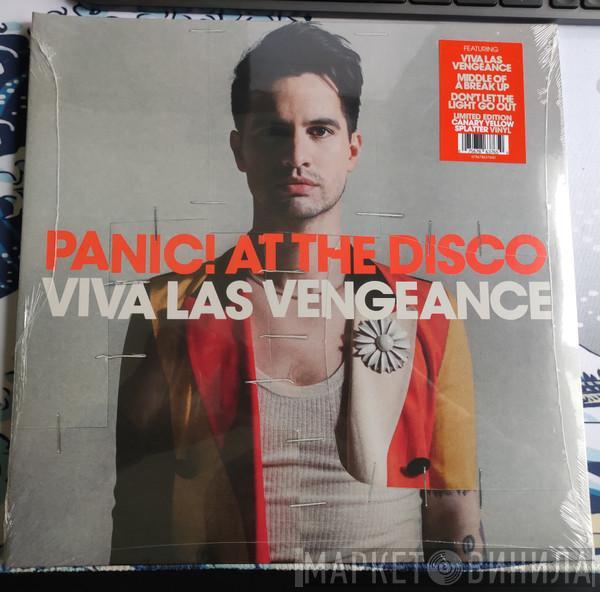 FEATURING
VIVA LAS
VENGEANCE
MIDDLE OF
A BREAK UP
DON'T LET THE
LIGHT GO OUT
LIMITED EDITION
CANARY YELLOW
SPLATTER VINYL
PANIC! AT THE DISCO
VIVA LAS VENGEANCE
МАРКЕТ ВИНИЛА